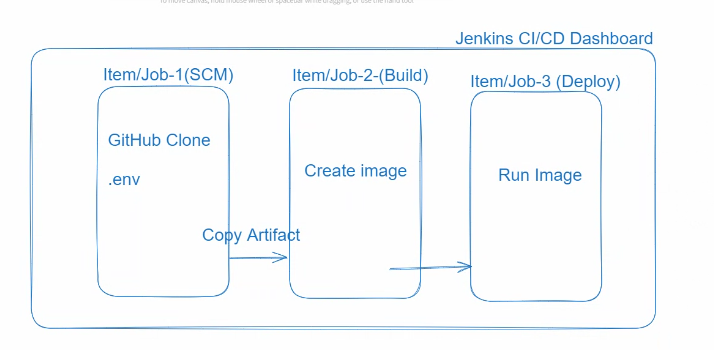 To move canvas, hold mouse wheel or spacebar while dragging, or use the hand tool
Jenkins CI/CD Dashboard
Item/Job-1(SCM)
Item/Job-2-(Build)
Item/Job-3 (Deploy)
GitHub Clone
.env
Create image
Run Image
Copy Artifact